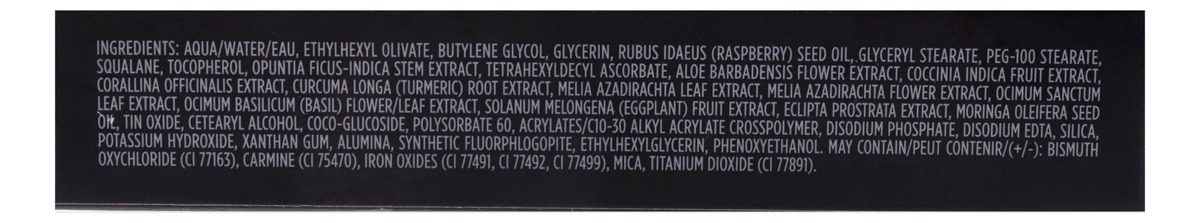 INGREDIENTS: AQUA/WATER/EAU, ETHYLHEXYL OLIVATE, BUTYLENE GLYCOL, GLYCERIN, RUBUS IDAEUS (RASPBERRY) SEED OIL, GLYCERYL STEARATE, PEG-100 STEARATE,
SQUALANE, TOCOPHEROL, OPUNTIA FICUS-INDICA STEM EXTRACT, TETRAHEXYLDECYL ASCORBATE, ALOE BARBADENSIS FLOWER EXTRACT, COCCINIA INDICA FRUIT EXTRACT,
CORALLINA OFFICINALIS EXTRACT, CURCUMA LONGA (TURMERIC) ROOT EXTRACT, MELIA AZADIRACHTA LEAF EXTRACT, MELIA AZADIRACHTA FLOWER EXTRACT, OCIMUM SANCTUM
LEAF EXTRACT, OCIMUM BASILICUM (BASIL) FLOWER/LEAF EXTRACT, SOLANUM MELONGENA (EGGPLANT) FRUIT EXTRACT, ECLIPTA PROSTRATA EXTRACT, MORINGA OLEIFERA SEED
OIL, TIN OXIDE, CETEARYL ALCOHOL, COCO-GLUCOSIDE, POLYSORBATE 60, ACRYLATES/C10-30 ALKYL ACRYLATE CROSSPOLYMER, DISODIUM PHOSPHATE, DISODIUM EDTA, SILICA,
POTASSIUM HYDROXIDE, XANTHAN GUM, ALUMINA, SYNTHETIC FLUORPHLOGOPITE, ETHYLHEXYLGLYCERIN, PHENOXYETHANOL. MAY CONTAIN/PEUT CONTENIR/(+/-): BISMUTH
OXYCHLORIDE (CI 77163), CARMINE (CI 75470), IRON OXIDES (CI 77491, CI 77492, CI 77499), MICA, TITANIUM DIOXIDE (CI 77891).